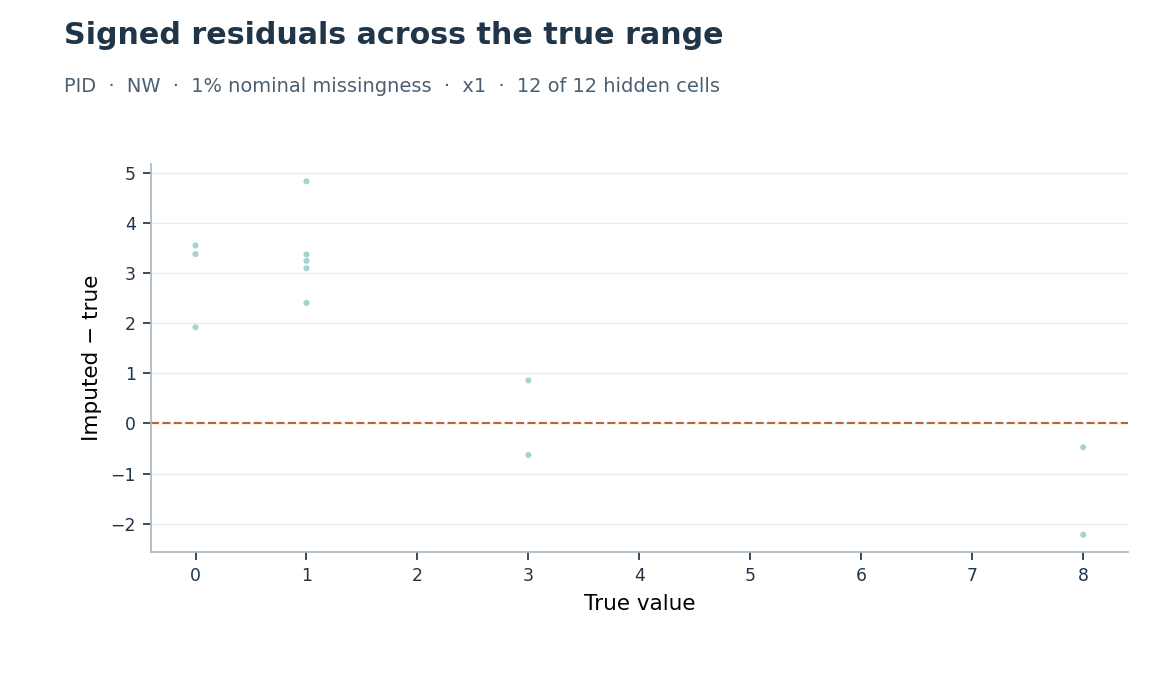 Signed residuals across the true range
PID · NW · 1% nominal missingness · x1 · 12 of 12 hidden cells
5
4
3
2
1
0
−1
−2
Imputed − true
0 1 2 3 4 5 6 7 8
True value